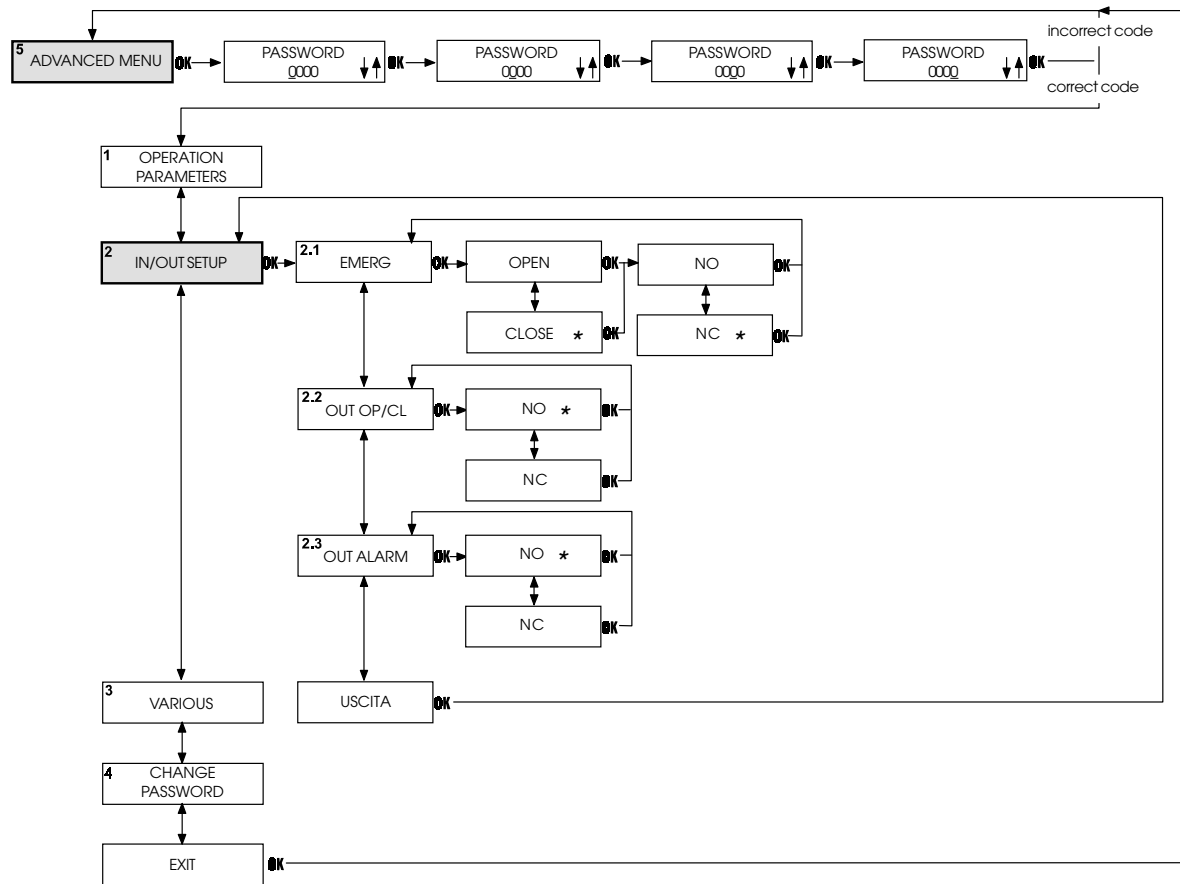 incorrect code
5
ADVANCED MENU
OK
PASSWORD
0000
OK
PASSWORD
0000
OK
PASSWORD
0000
OK
PASSWORD
0000
OK
correct code
1
OPERATION
PARAMETERS
2
IN/OUT SETUP
OK
2.1
EMERG
OK
OPEN
OK
NO
OK
CLOSE *
OK
NC *
OK
2.2
OUT OP/CL
OK
NO *
OK
NC
OK
2.3
OUT ALARM
OK
NO *
OK
NC
OK
3
VARIOUS
USCITA
OK
4
CHANGE
PASSWORD
EXIT
OK